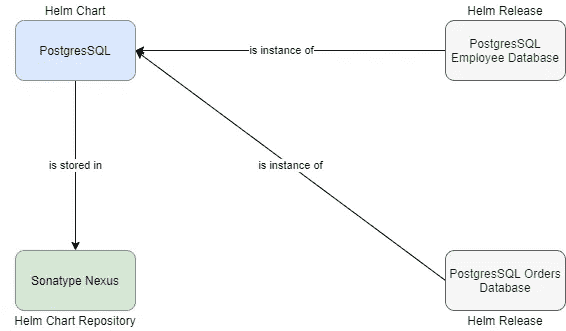 Helm Chart
Helm Release
PostgresSQL
is instance of
PostgresSQL
Employee Database
is stored in
is instance of
Sonatype Nexus
PostgresSQL Orders
Database
Helm Chart Repository
Helm Release